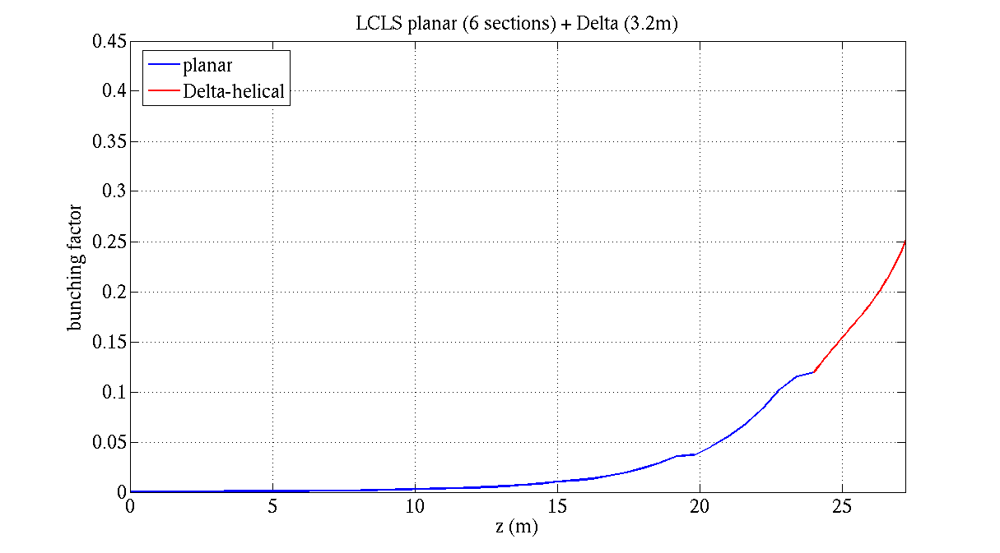 LCLS planar (6 sections) + Delta (3.2m)
0.45
0.4
0.35
0.3
0.25
0.2
0.15
0.1
0.05
0
planar
Delta-helical
bunching factor
0 5 10 15 20 25
z (m)